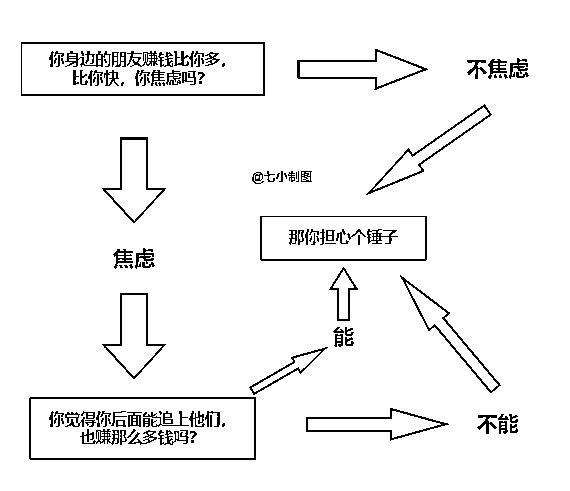 你身边的朋友赚钱比你多，
比你快，你焦虑吗？
不焦虑
@七小制图
那你担心个锤子
焦虑
能
你觉得你后面能追上他们，
也赚那么多钱吗？
不能